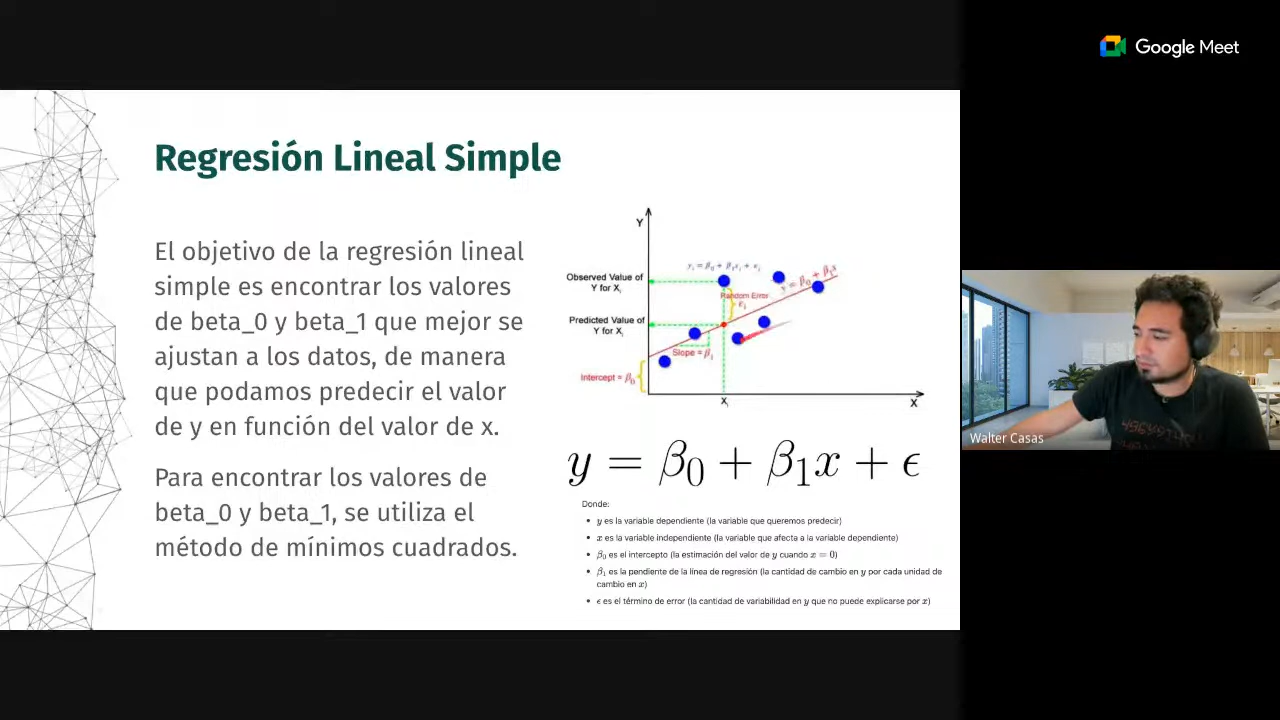 Google Meet
Regresión Lineal Simple
El objetivo de la regresión lineal
simple es encontrar los valores
de beta_0 y beta_1 que mejor se
ajustan a los datos, de manera
que podamos predecir el valor
de y en función del valor de x.
Para encontrar los valores de
beta_0 y beta_1, se utiliza el
método de mínimos cuadrados.
Y
yᵢ = β₀ + β₁xᵢ + εᵢ
Observed Value of
Y for Xᵢ
y = β₀ + β₁x
Random Error
εᵢ
Predicted Value of
Y for Xᵢ
Slope = β₁
Intercept = β₀
Xᵢ
X
y = β₀ + β₁x + ϵ
Donde:
• y es la variable dependiente (la variable que queremos predecir)
• x es la variable independiente (la variable que afecta a la variable dependiente)
• β₀ es el intercepto (la estimación del valor de y cuando x = 0)
• β₁ es la pendiente de la línea de regresión (la cantidad de cambio en y por cada unidad de
cambio en x)
• ϵ es el término de error (la cantidad de variabilidad en y que no puede explicarse por x)
Walter Casas